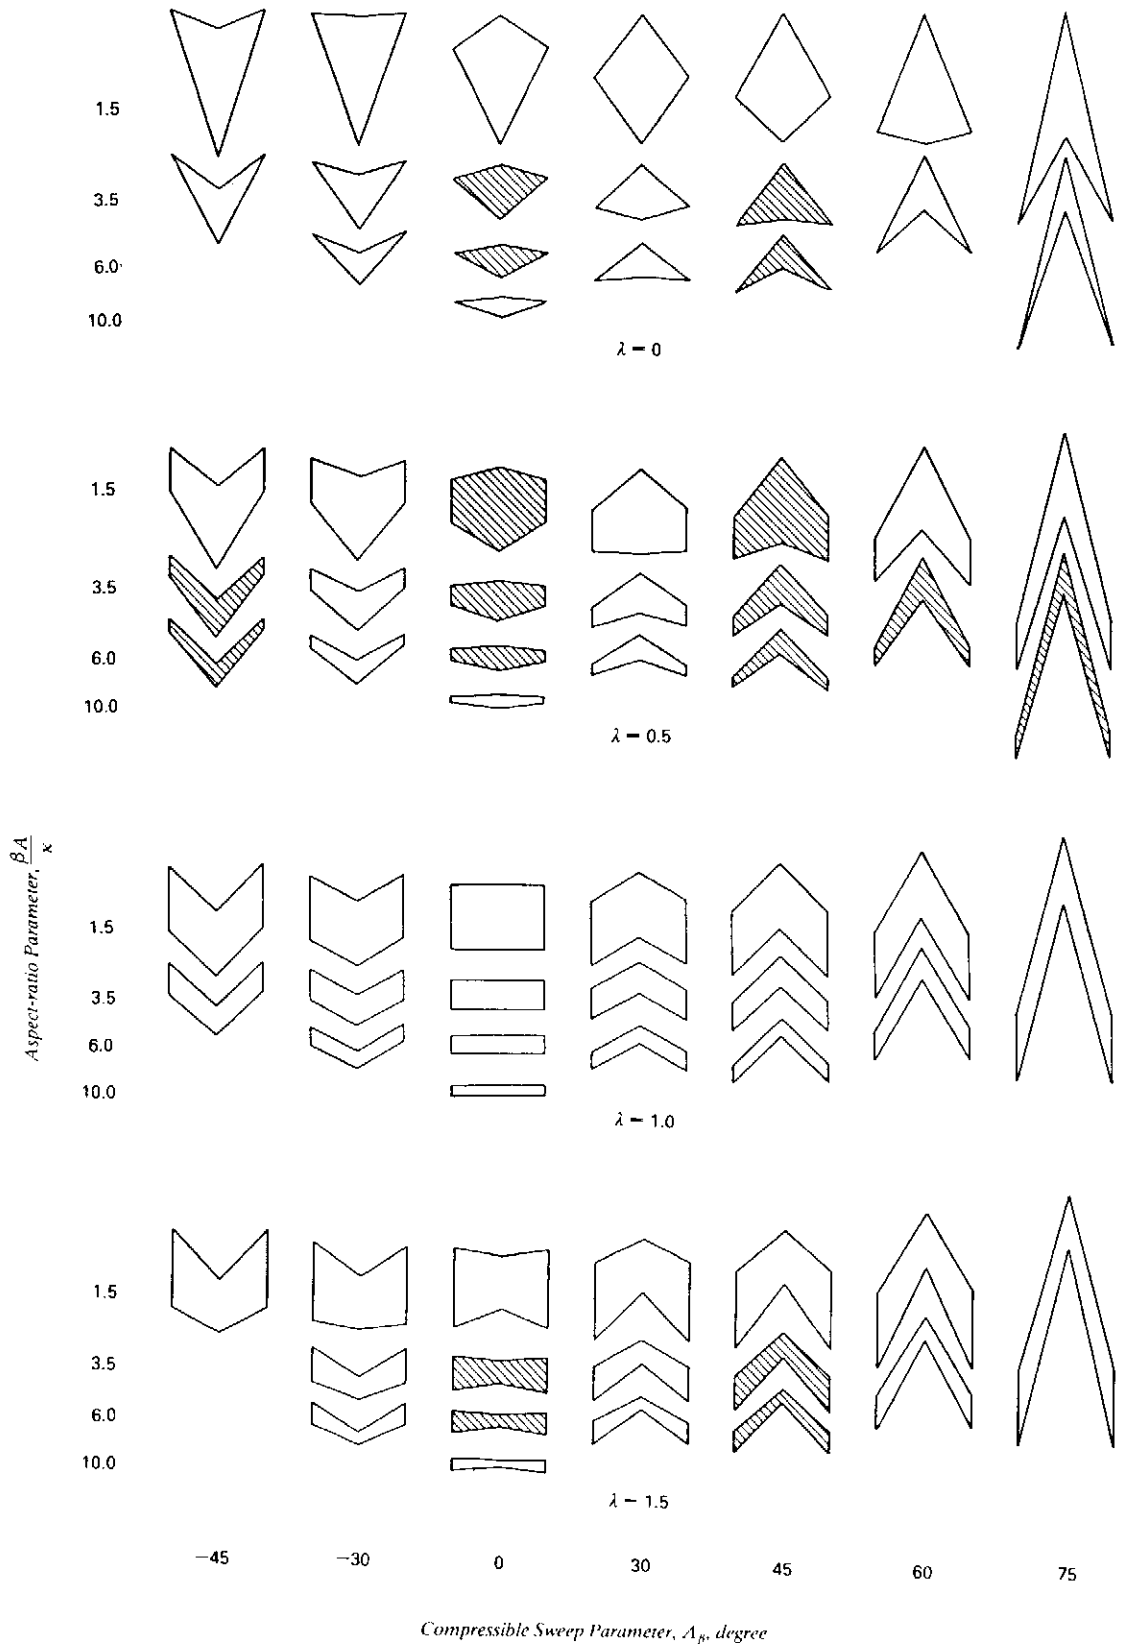 1.5
3.5
6.0
10.0
λ = 0
1.5
3.5
6.0
10.0
λ = 0.5
Aspect-ratio Parameter, βA/κ
1.5
3.5
6.0
10.0
λ = 1.0
1.5
3.5
6.0
10.0
λ = 1.5
−45 −30 0 30 45 60 75
Compressible Sweep Parameter, Λβ, degree